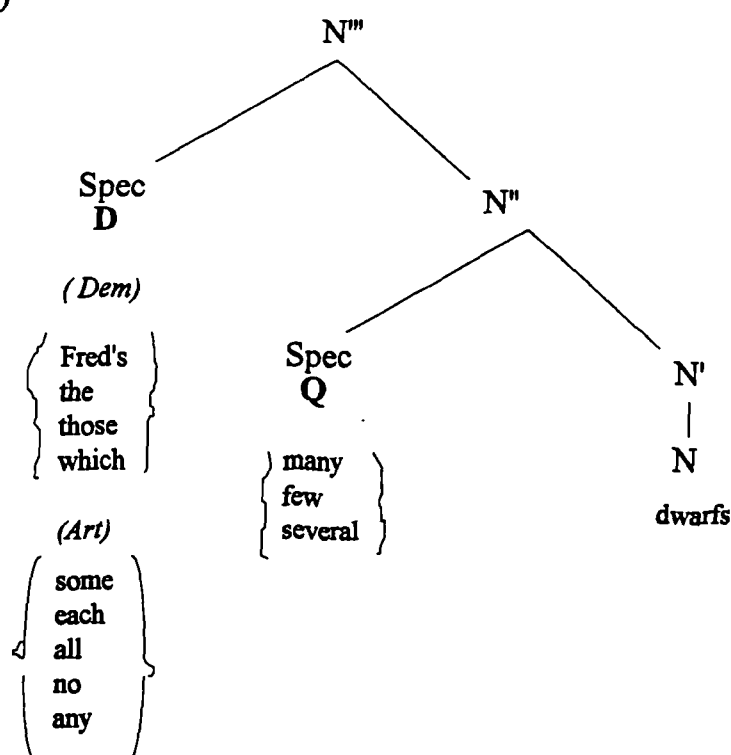 )
N'''
Spec
D
N''
(Dem)
Fred's
the
those
which
Spec
Q
N'
N
many
few
several
dwarfs
(Art)
some
each
all
no
any